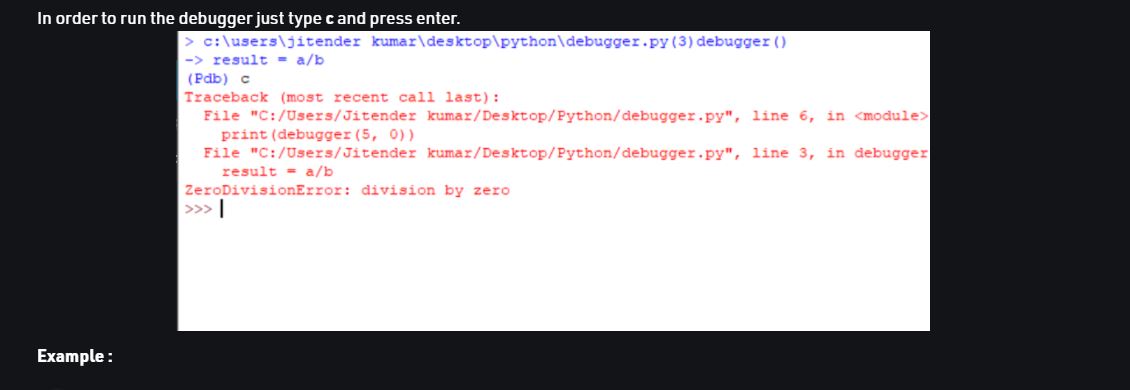 In order to run the debugger just type c and press enter.
> c:\users\jitender kumar\desktop\python\debugger.py(3)debugger()
-> result = a/b
(Pdb) c
Traceback (most recent call last):
  File "C:/Users/Jitender kumar/Desktop/Python/debugger.py", line 6, in <module>
    print(debugger(5, 0))
  File "C:/Users/Jitender kumar/Desktop/Python/debugger.py", line 3, in debugger
    result = a/b
ZeroDivisionError: division by zero
>>>
Example :